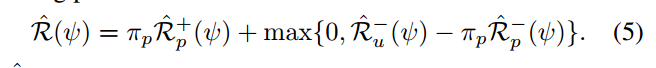 R̂(ψ) = π_p R̂_p^+(ψ) + max{0, R̂_u^−(ψ) − π_p R̂_p^−(ψ)}. (5)